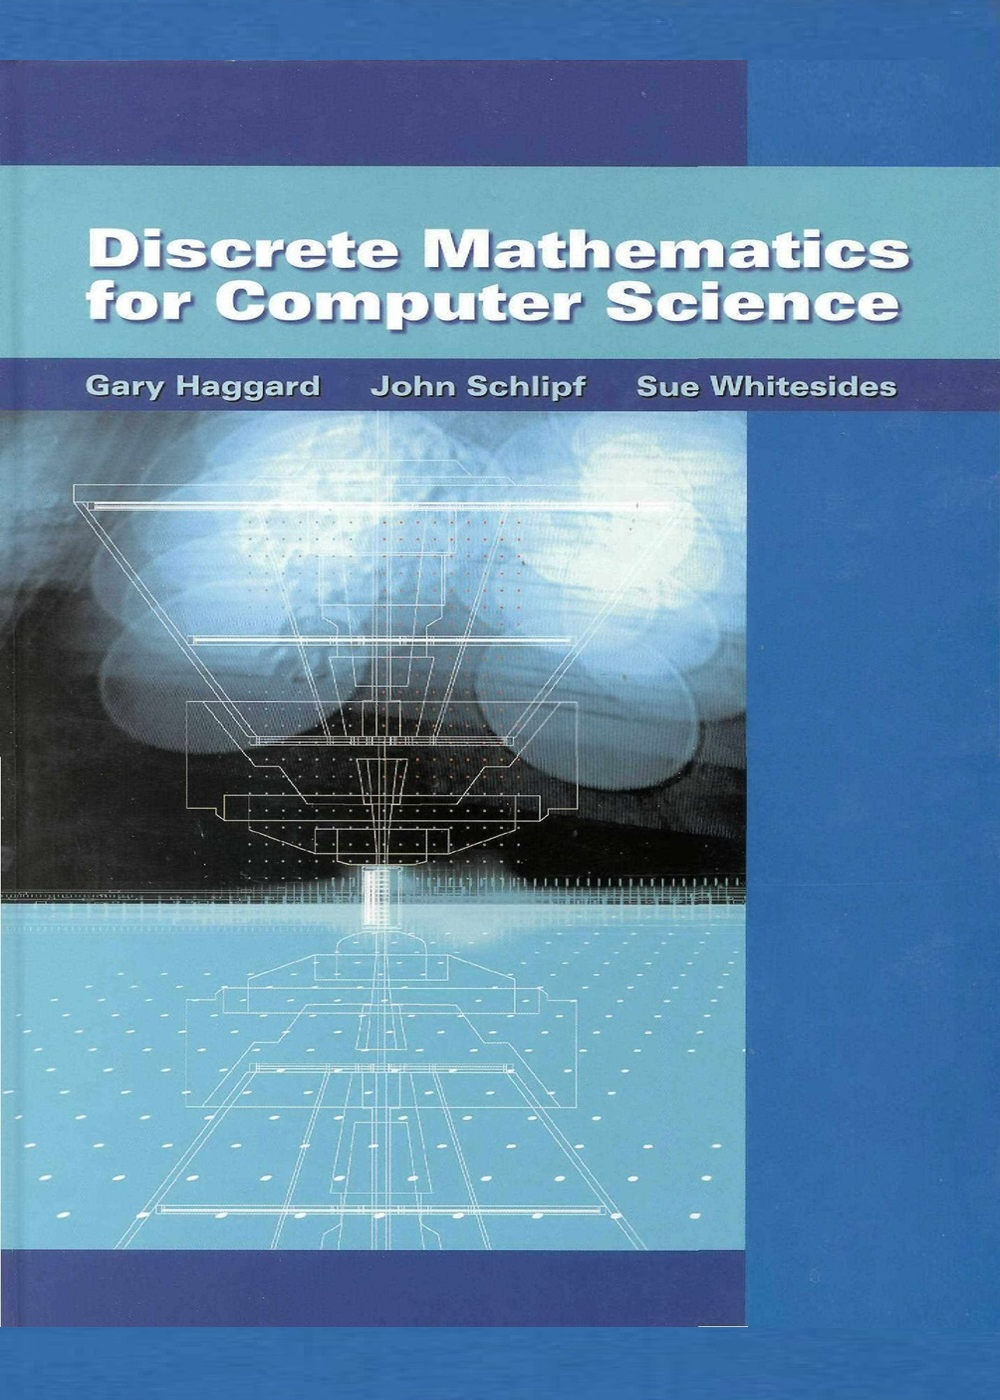 Discrete Mathematics
for Computer Science
Gary Haggard John Schlipf Sue Whitesides